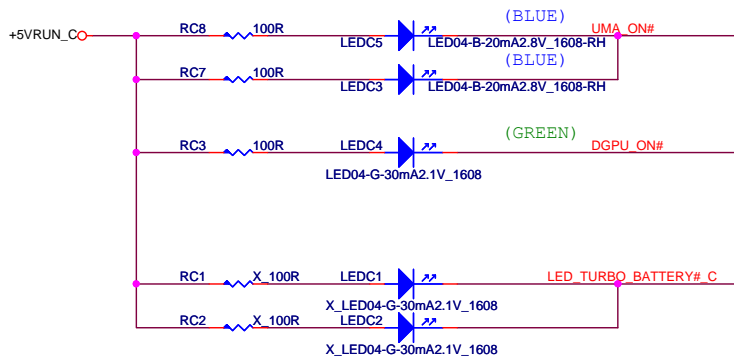 (BLUE)
+5VRUN_C RC8 100R LEDC5 LED04-B-20mA2.8V_1608-RH UMA_ON#
(BLUE)
RC7 100R LEDC3 LED04-B-20mA2.8V_1608-RH
(GREEN)
RC3 100R LEDC4 DGPU_ON#
LED04-G-30mA2.1V_1608
RC1 X_100R LEDC1 LED_TURBO_BATTERY#_C
X_LED04-G-30mA2.1V_1608
RC2 X_100R LEDC2
X_LED04-G-30mA2.1V_1608